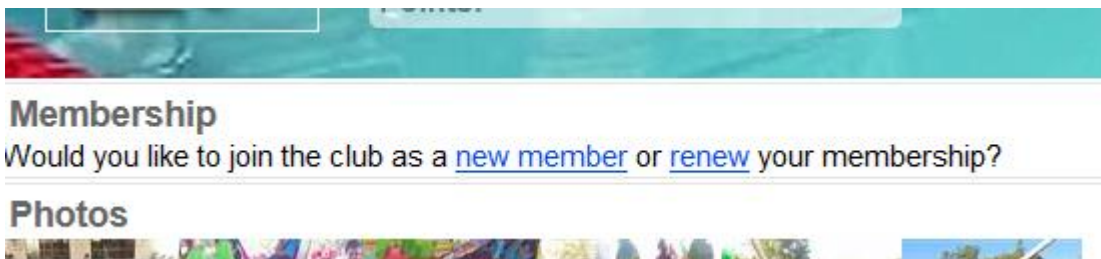 Membership
Would you like to join the club as a new member or renew your membership?
Photos